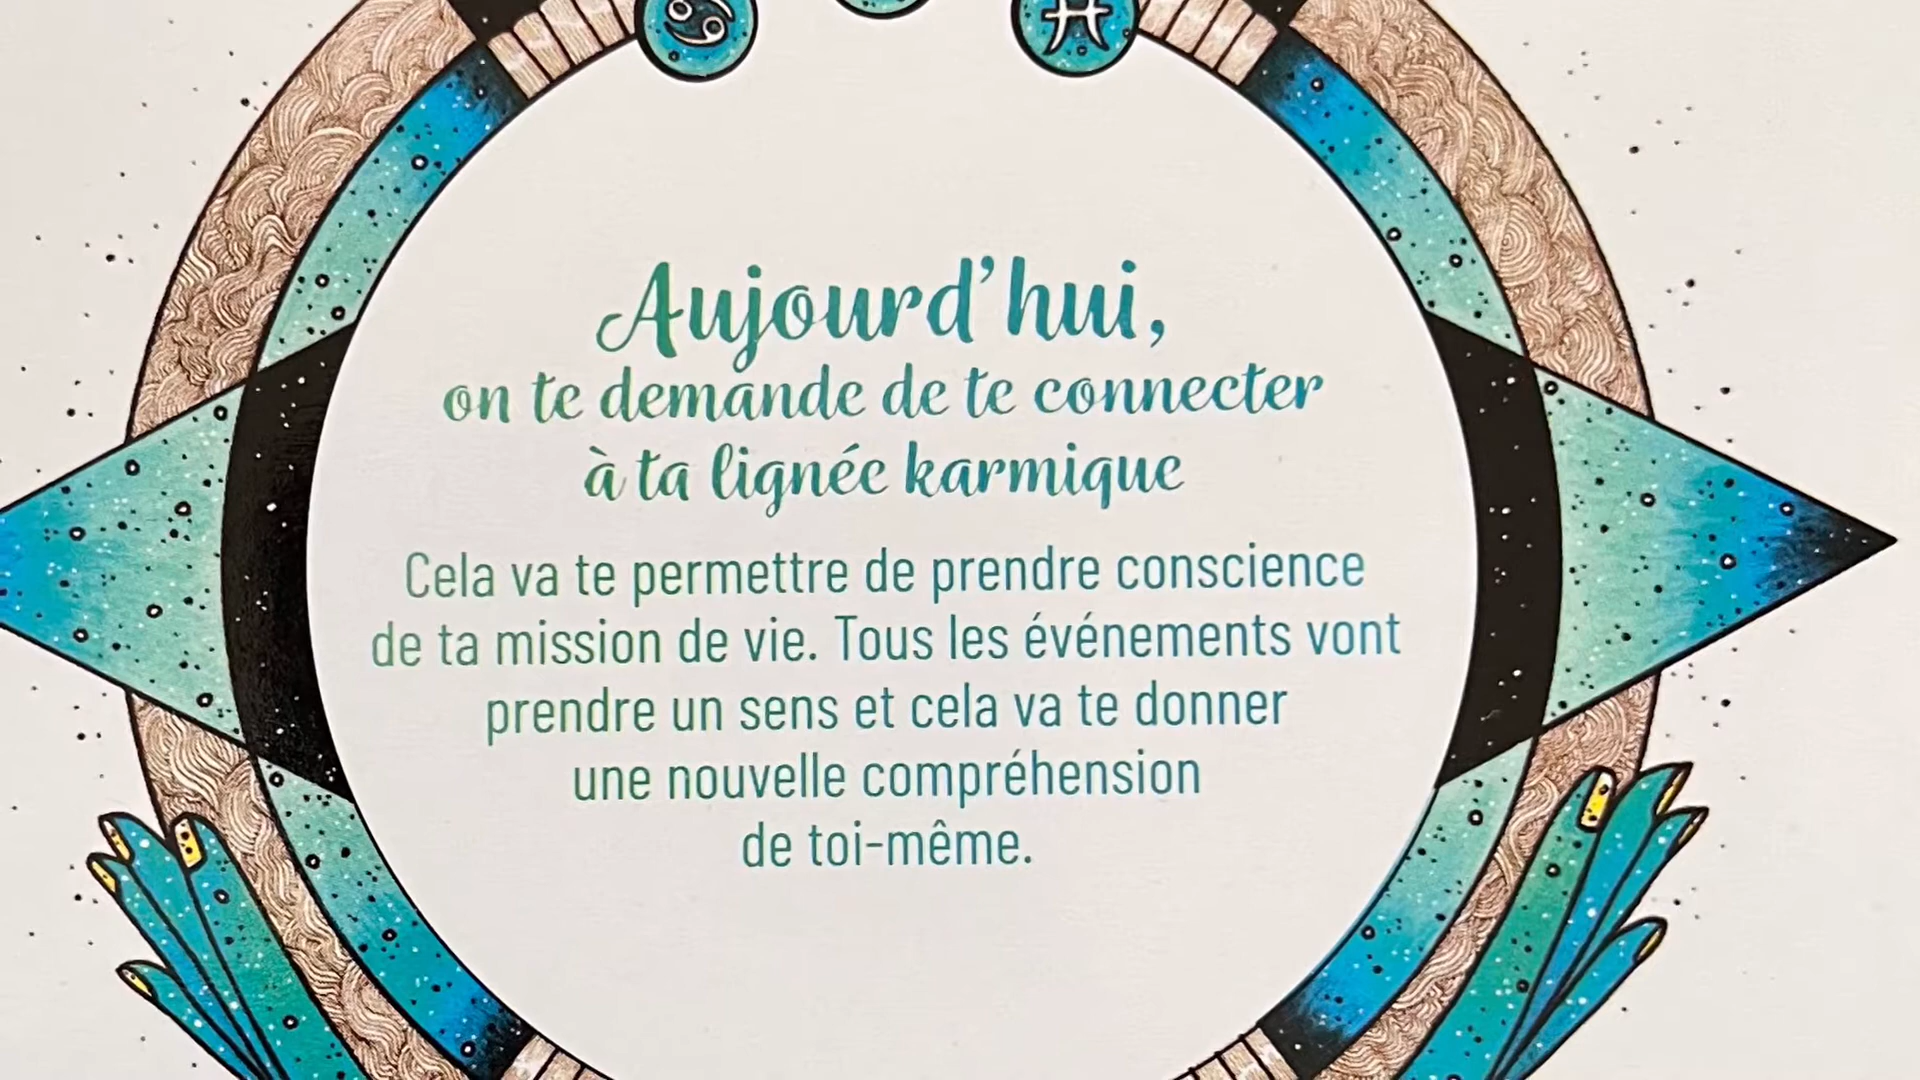 Aujourd'hui,
on te demande de te connecter
à ta lignée karmique
Cela va te permettre de prendre conscience
de ta mission de vie. Tous les événements vont
prendre un sens et cela va te donner
une nouvelle compréhension
de toi-même.